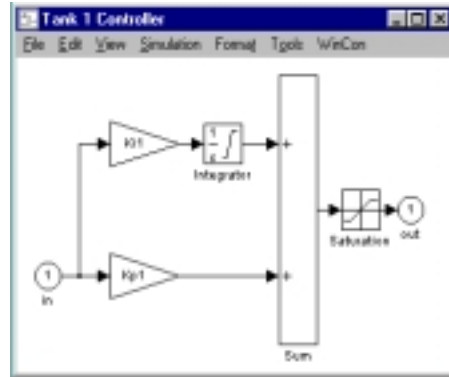 Tank 1 Controller
File Edit View Simulation Format Tools WinCon
Ki1
1
s
Integrator
+
1
in
Kp1
+
Sum
Saturation
1
out